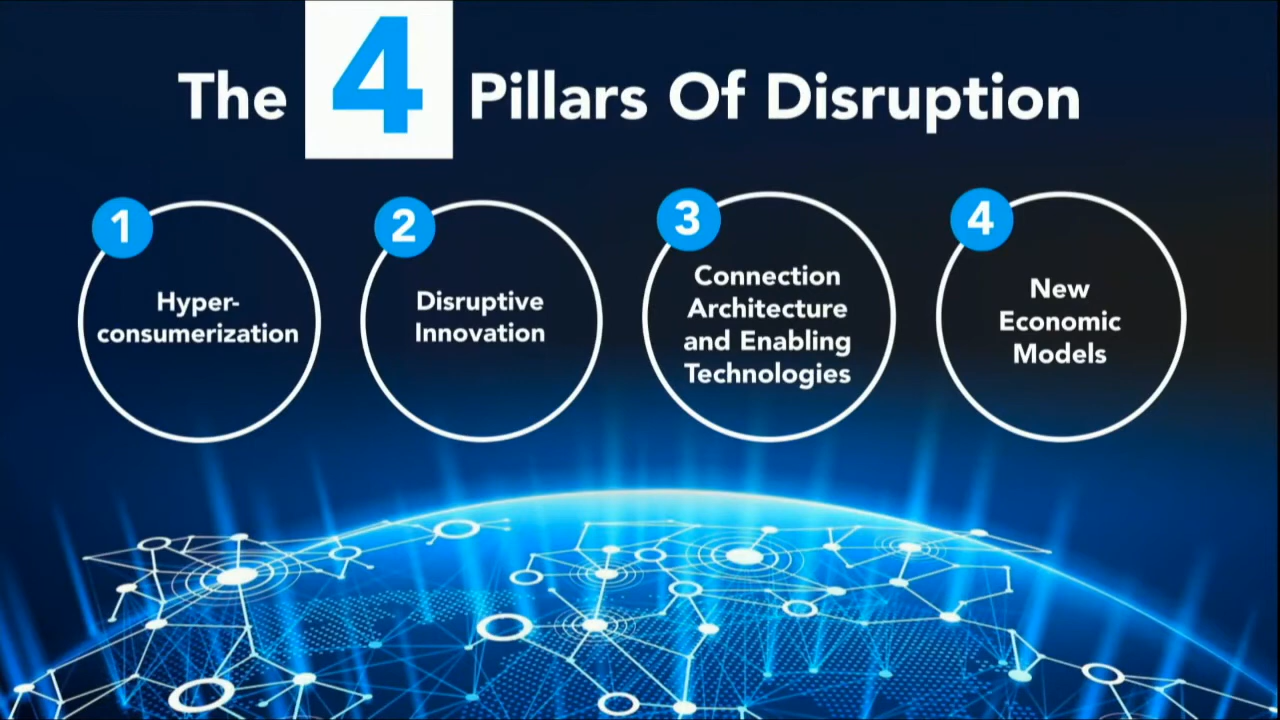 The 4 Pillars Of Disruption
1
Hyper-
consumerization
2
Disruptive
Innovation
3
Connection
Architecture
and Enabling
Technologies
4
New
Economic
Models